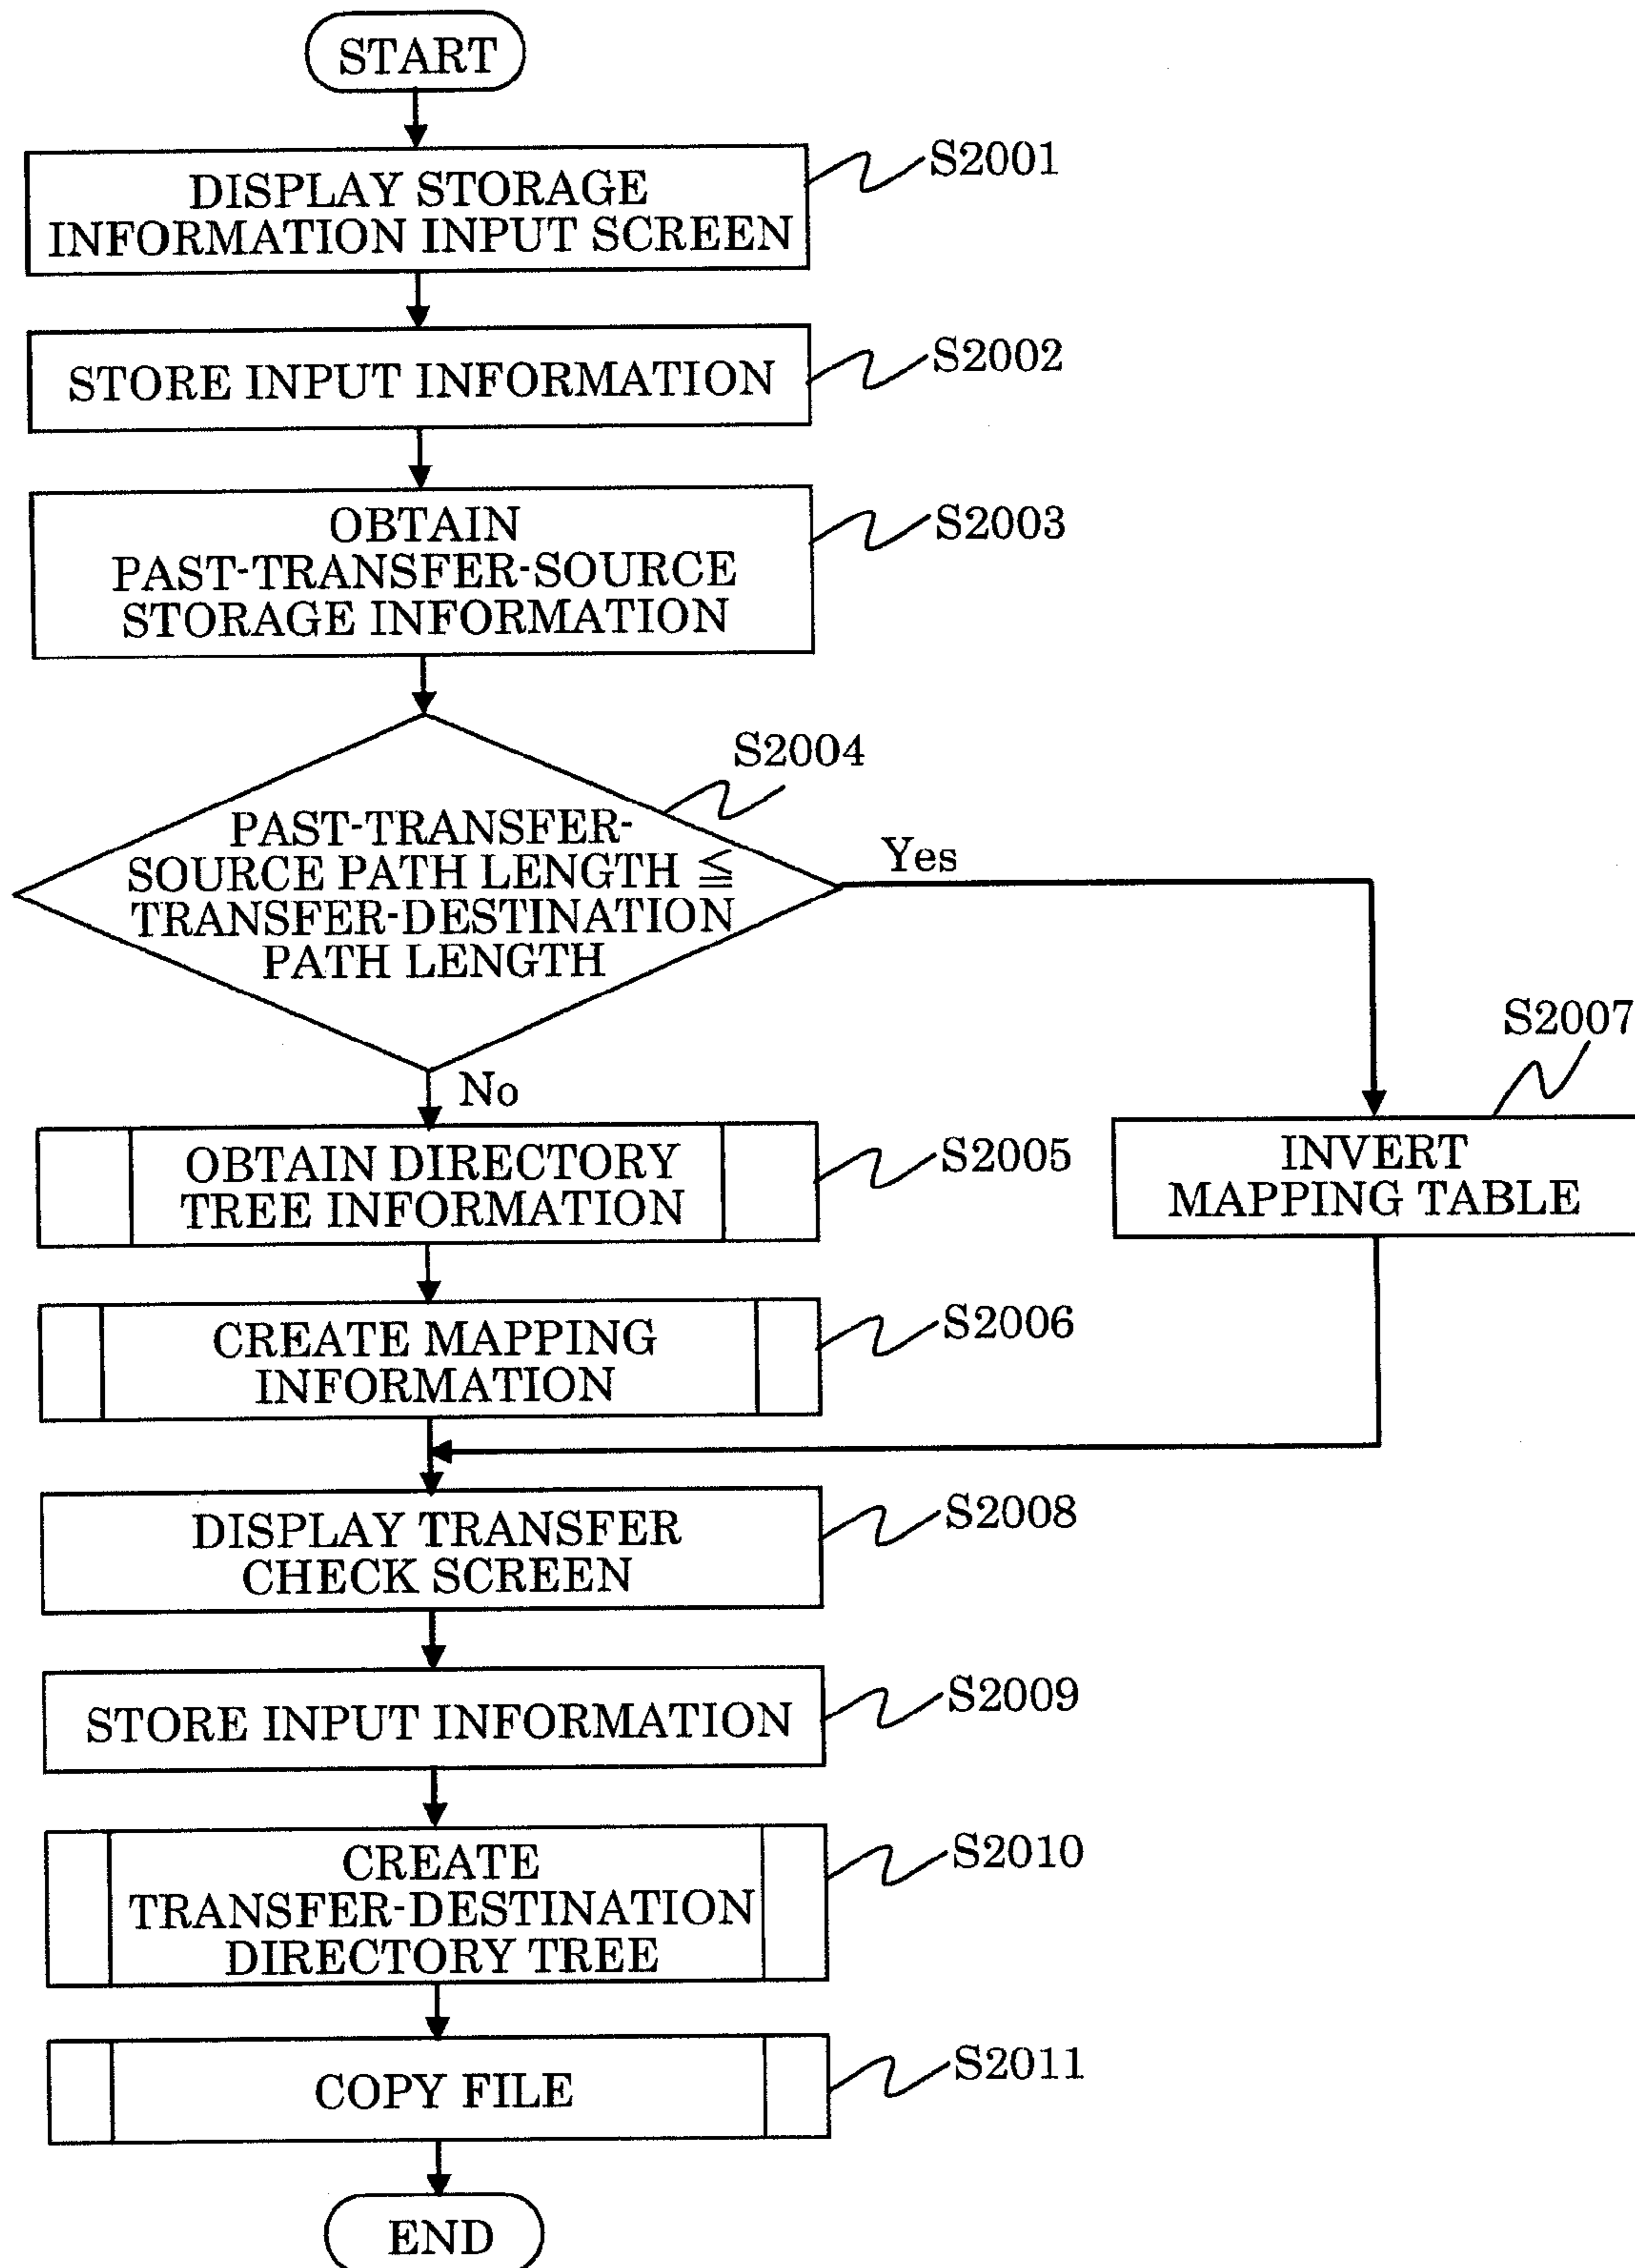 START
DISPLAY STORAGE
INFORMATION INPUT SCREEN
S2001
STORE INPUT INFORMATION
S2002
OBTAIN
PAST-TRANSFER-SOURCE
STORAGE INFORMATION
S2003
S2004
PAST-TRANSFER-
SOURCE PATH LENGTH ≦
TRANSFER-DESTINATION
PATH LENGTH
Yes
No
S2007
INVERT
MAPPING TABLE
OBTAIN DIRECTORY
TREE INFORMATION
S2005
CREATE MAPPING
INFORMATION
S2006
DISPLAY TRANSFER
CHECK SCREEN
S2008
STORE INPUT INFORMATION
S2009
CREATE
TRANSFER-DESTINATION
DIRECTORY TREE
S2010
COPY FILE
S2011
END